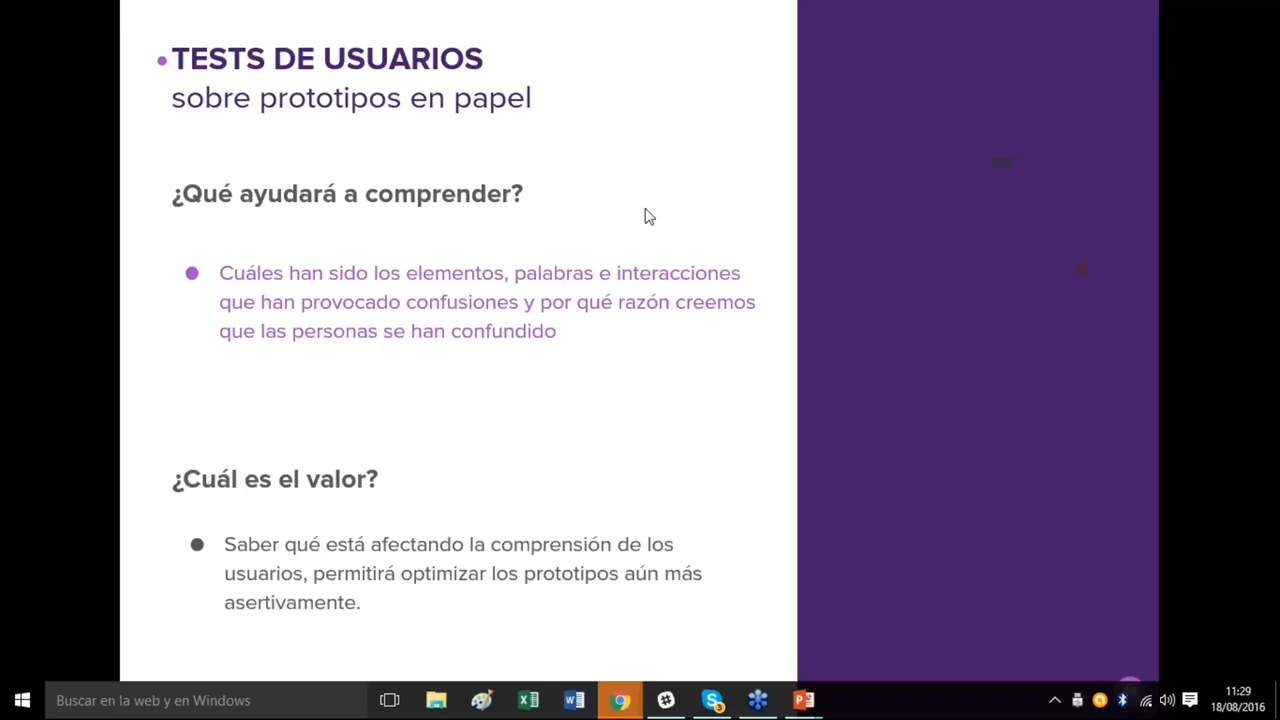 TESTS DE USUARIOS
sobre prototipos en papel
¿Qué ayudará a comprender?
Cuáles han sido los elementos, palabras e interacciones
que han provocado confusiones y por qué razón creemos
que las personas se han confundido
¿Cuál es el valor?
Saber qué está afectando la comprensión de los
usuarios, permitirá optimizar los prototipos aún más
asertivamente.
Buscar en la web y en Windows
3
11:29
18/08/2016